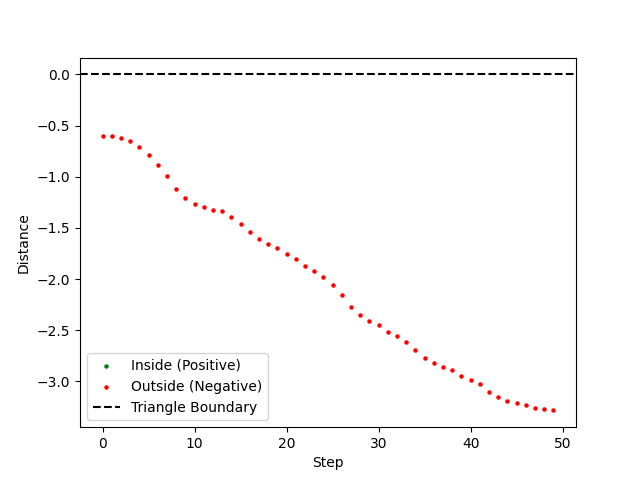 0.0
−0.5
−1.0
−1.5
−2.0
−2.5
−3.0
Distance
Inside (Positive)
Outside (Negative)
Triangle Boundary
0 10 20 30 40 50
Step